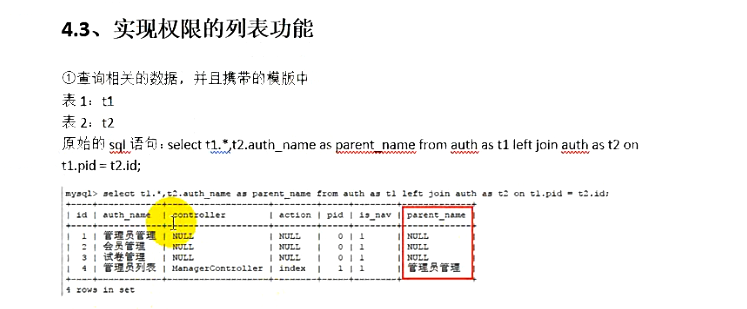 4.3、实现权限的列表功能
①查询相关的数据，并且携带的模版中
表 1：t1
表 2：t2
原始的 sql 语句：select t1.*,t2.auth_name as parent_name from auth as t1 left join auth as t2 on
t1.pid = t2.id;
mysql> select t1.*,t2.auth_name as parent_name from auth as t1 left join auth as t2 on t1.pid = t2.id;
| id | auth_name | controller | action | pid | is_nav | parent_name |
| 1 | 管理员管理 | NULL | NULL | 0 | 1 | NULL
| 2 | 会员管理 | NULL | NULL | 0 | 1 | NULL
| 3 | 试卷管理 | NULL | NULL | 0 | 1 | NULL
| 4 | 管理员列表 | ManagerController | index | 1 | 1 | 管理员管理
4 rows in set